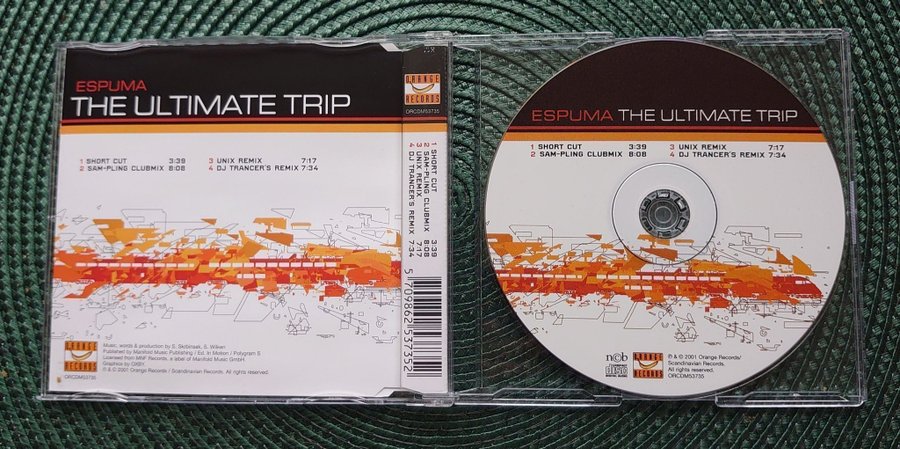 ESPUMA
THE ULTIMATE TRIP
1 SHORT CUT 3:39
2 SAM-PLING CLUBMIX 8:08
3 UNIX REMIX 7:17
4 DJ TRANCER'S REMIX 7:34
Music, words & production by S. Skibinsek, S. Wilken
Published by Manifold Music Publishing / Ed. In Motion / Polygram S
Licensed from MNF Records, a label of Manifold Music GmbH
Graphics by
℗ & © 2001 Orange Records / Scandinavian Records. All rights reserved.
ORANGE
RECORDS
ORCDM53735
ORANGE
RECORDS
ORCDM53735
1 SHORT CUT 3:39
2 SAM-PLING CLUBMIX 8:08
3 UNIX REMIX 7:17
4 DJ TRANCER'S REMIX 7:34
5 709862 537352
ESPUMA THE ULTIMATE TRIP
1 SHORT CUT 3:39
2 SAM-PLING CLUBMIX 8:08
3 UNIX REMIX 7:17
4 DJ TRANCER'S REMIX 7:34
n©b
COMPACT
disc
DIGITAL AUDIO
ORANGE
RECORDS
℗ & © 2001 Orange Records/
Scandinavian Records.
All rights reserved.
ORCDM53735